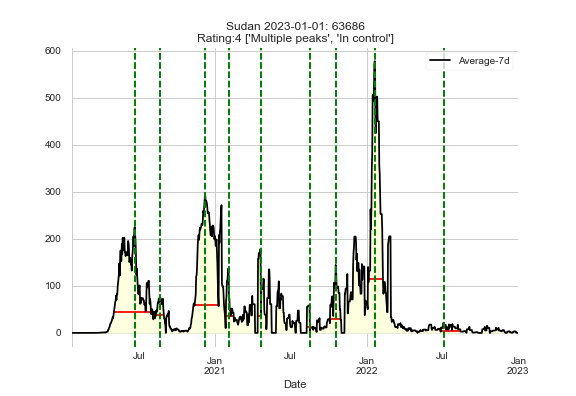 Sudan 2023-01-01: 63686
Rating:4 ['Multiple peaks', 'In control']
Average-7d
600
500
400
300
200
100
0
Jul
Jan
2021
Jul
Jan
2022
Jul
Jan
2023
Date